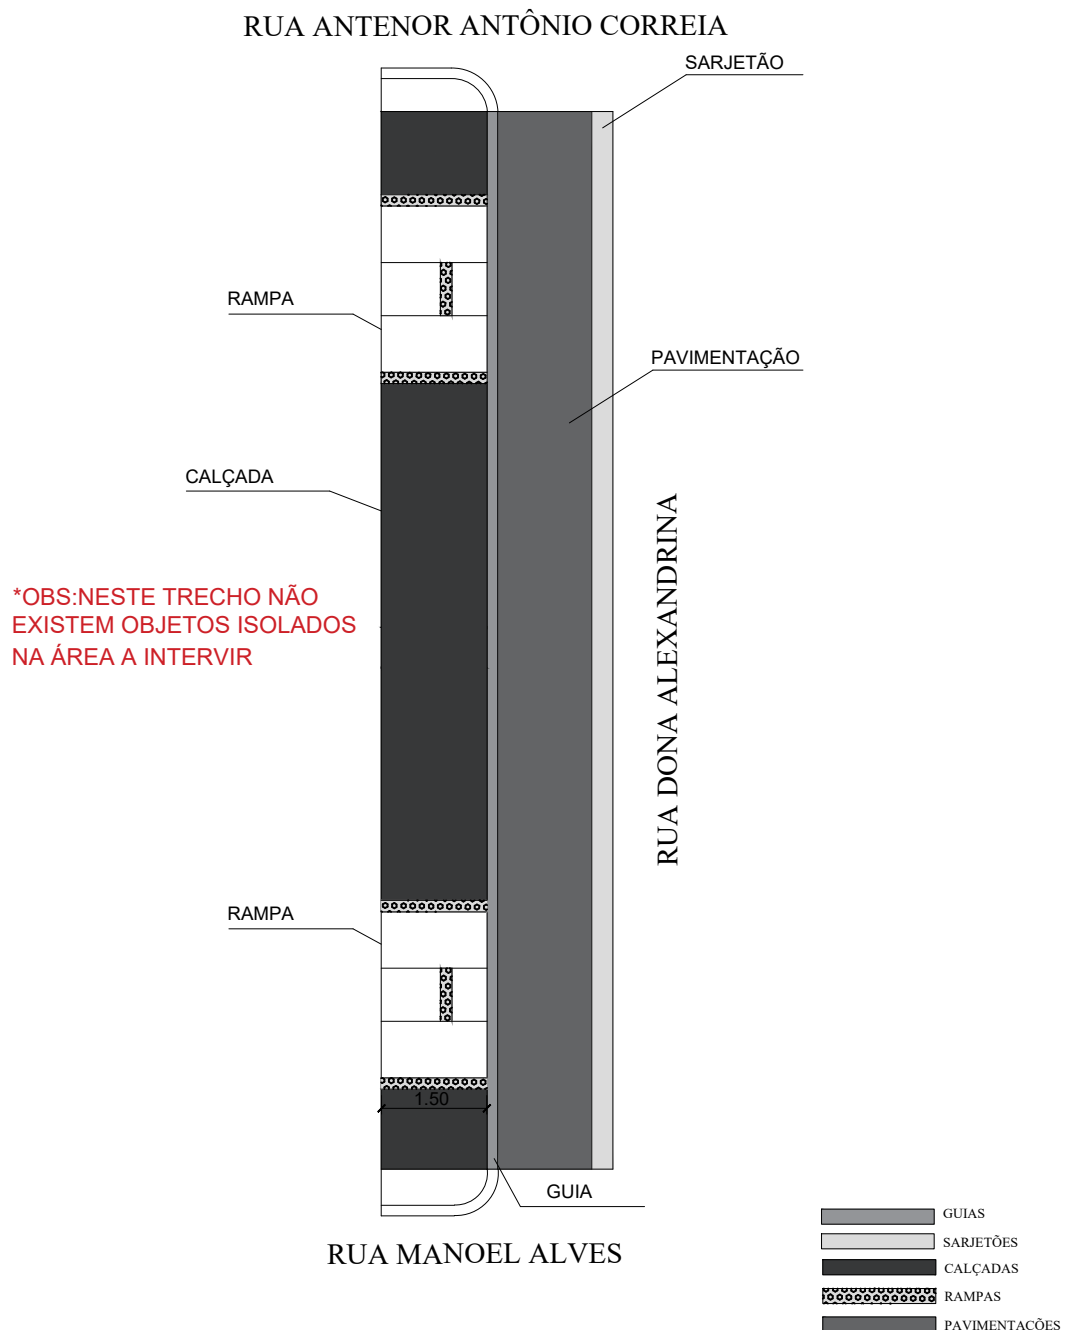 RUA ANTENOR ANTÔNIO CORREIA
SARJETÃO
RAMPA
PAVIMENTAÇÃO
CALÇADA
RUA DONA ALEXANDRINA
*OBS:NESTE TRECHO NÃO
EXISTEM OBJETOS ISOLADOS
NA ÁREA A INTERVIR
RAMPA
1.50
GUIA
RUA MANOEL ALVES
GUIAS
SARJETÕES
CALÇADAS
RAMPAS
PAVIMENTAÇÕES